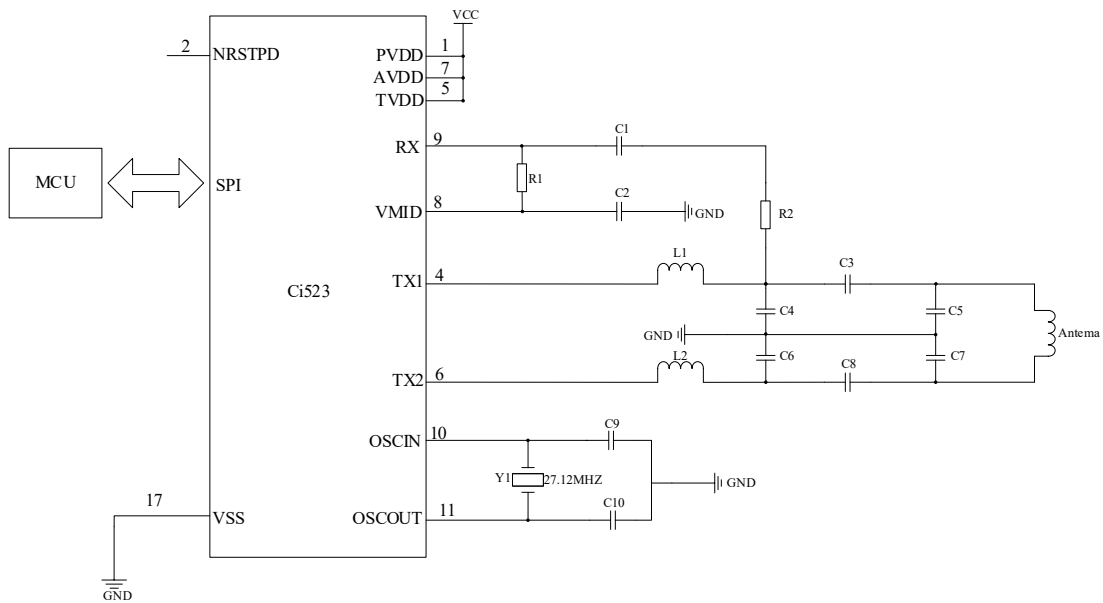 VCC
2
NRSTPD
PVDD
1
AVDD
7
TVDD
5
RX
9
C1
MCU
SPI
R1
C2
VMID
8
GND
R2
L1
C3
TX1
4
Ci523
C4
C5
GND
Antema
L2
C6
C7
C8
TX2
6
C9
OSCIN
10
Y1
27.12MHZ
GND
C10
17
VSS
OSCOUT
11
GND